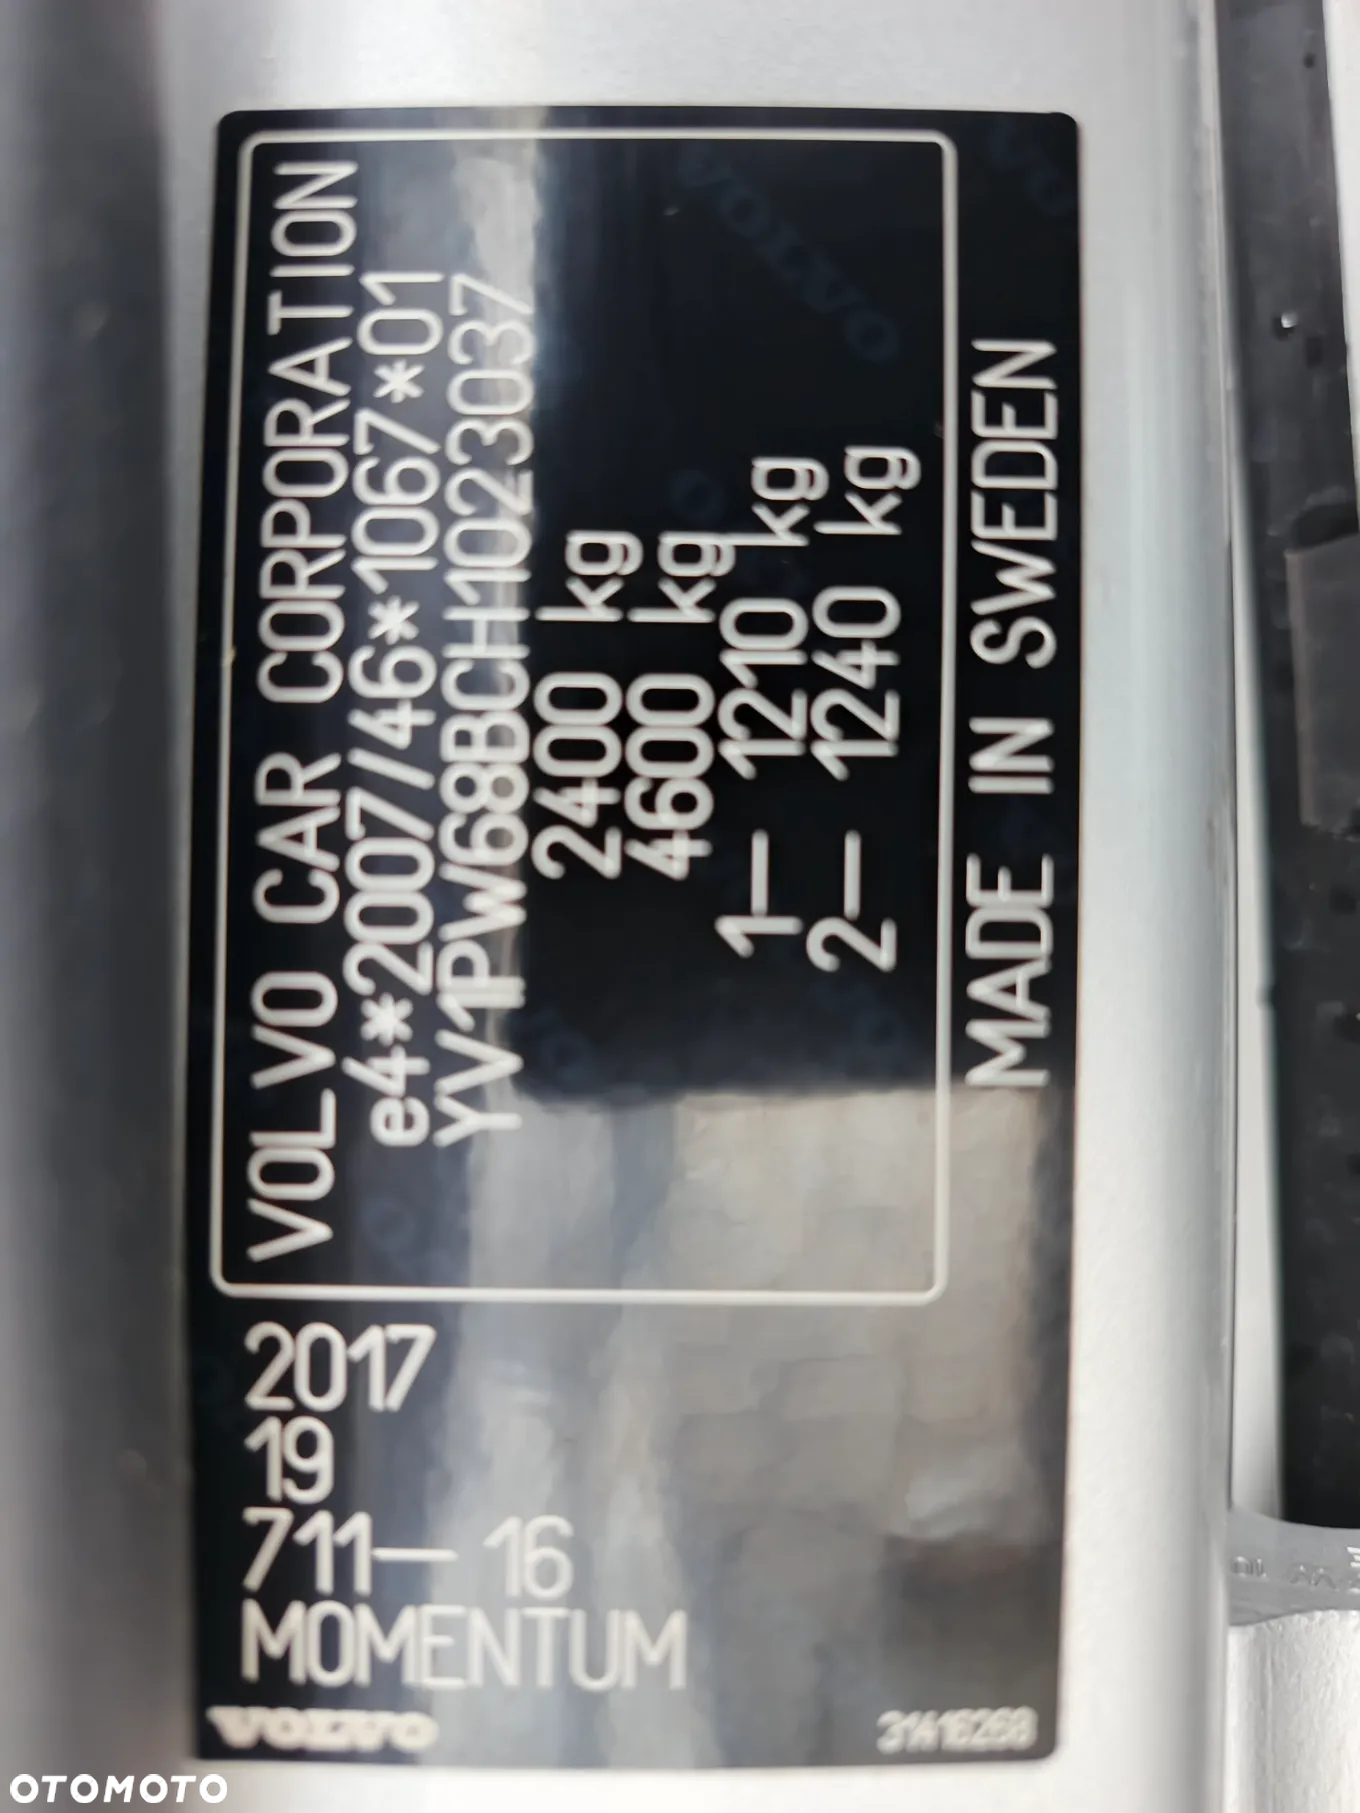 VOLVO CAR CORPORATION
e4*2007/46*1067*01
YV1PW68BCH1023037
2400 kg
4600 kg
1— 1210 kg
2— 1240 kg
MADE IN SWEDEN
2017
19
711— 16
MOMENTUM
VOLVO
31416268
OTOMOTO